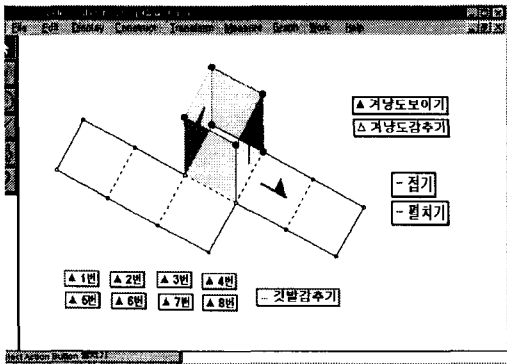 File Edit Display Construct Transform Measure Graph Work Help
▲ 겨냥도보이기
△ 겨냥도감추기
- 접기
- 펼치기
▲ 1번 ▲ 2번 ▲ 3번 ▲ 4번
▲ 5번 ▲ 6번 ▲ 7번 ▲ 8번
... 깃발감추기
Button